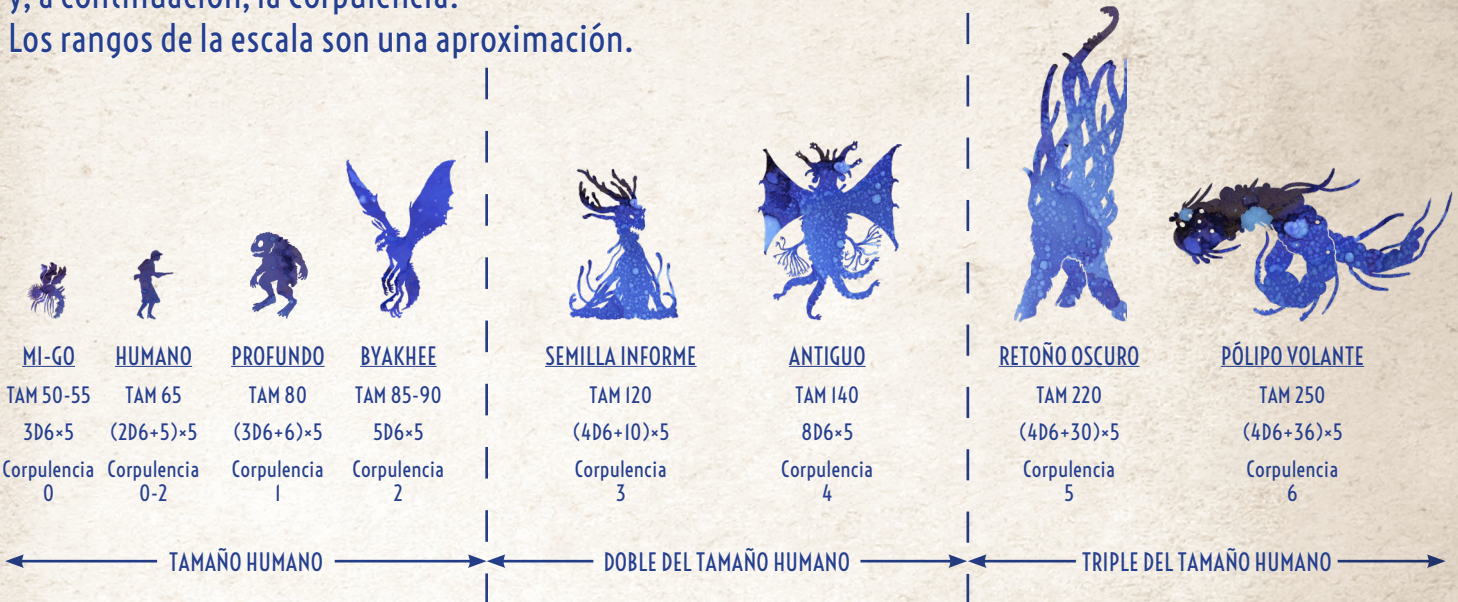 y, a continuación, la Corpulencia.
Los rangos de la escala son una aproximación.
MI-GO
TAM 50-55
3D6×5
Corpulencia
0
HUMANO
TAM 65
(2D6+5)×5
Corpulencia
0-2
PROFUNDO
TAM 80
(3D6+6)×5
Corpulencia
1
BYAKHEE
TAM 85-90
5D6×5
Corpulencia
2
SEMILLA INFORME
TAM 120
(4D6+10)×5
Corpulencia
3
ANTIGUO
TAM 140
8D6×5
Corpulencia
4
RETOÑO OSCURO
TAM 220
(4D6+30)×5
Corpulencia
5
PÓLIPO VOLANTE
TAM 250
(4D6+36)×5
Corpulencia
6
TAMAÑO HUMANO
DOBLE DEL TAMAÑO HUMANO
TRIPLE DEL TAMAÑO HUMANO